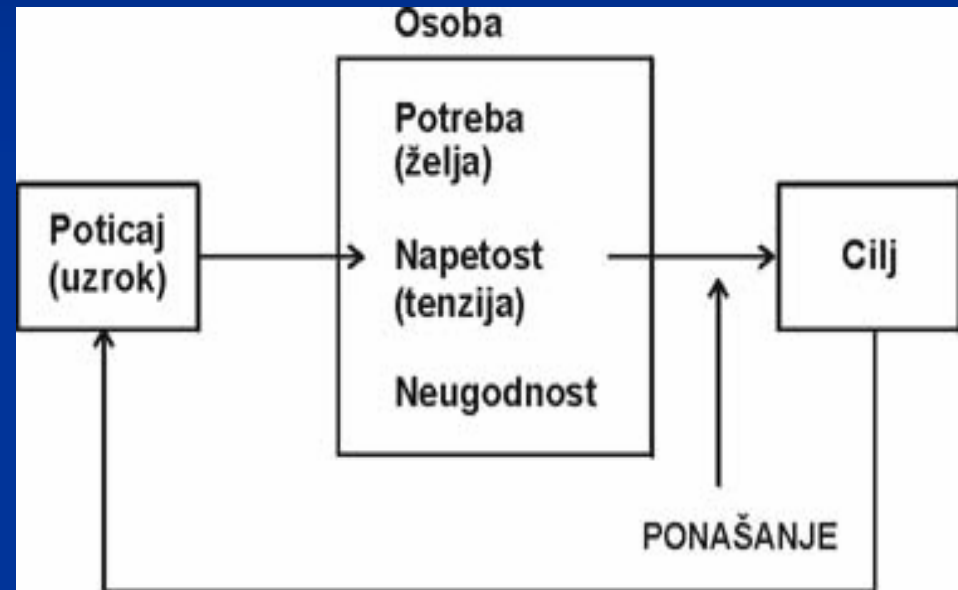 Osoba
Potreba
(želja)
Poticaj
(uzrok)
Napetost
(tenzija)
Neugodnost
Cilj
PONAŠANJE